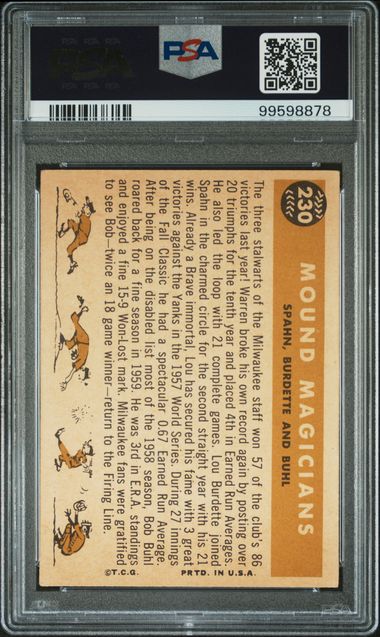 PSA
PSA
99598878
230
MOUND MAGICIANS
SPAHN, BURDETTE AND BUHL
The three stalwarts of the Milwaukee staff won 57 of the club's 86
victories last year! Warren broke his own record again by posting over
20 triumphs for the tenth year and placed 4th in Earned Run Averages.
He also led the loop with 21 complete games. Lou Burdette joined
Spahn in the charmed circle for the second straight year with his 21
wins. Already a Brave immortal, Lou has secured his fame with 3 great
victories against the Yanks in the 1957 World Series. During 27 innings
of the Fall Classic he had a spectacular 0.67 Earned Run Average.
After being on the disabled list most of the 1958 season, Bob Buhl
roared back for a fine season in 1959. He was 3rd in E.R.A. standings
and enjoyed a fine 15-9 Won-Lost mark. Milwaukee fans were gratified
to see Bob—twice an 18 game winner—return to the Firing Line.
©T.C.G. PRTD. IN U.S.A.